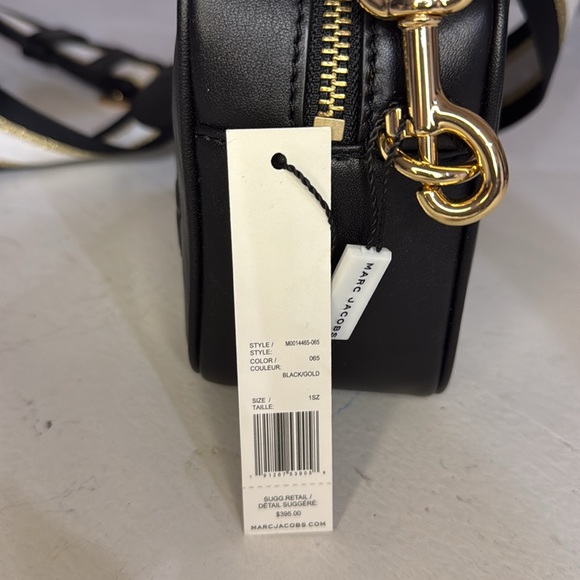 MARC JACOBS
STYLE / M0014465-065
STYLE:
COLOR / 065
COULEUR:
BLACK/GOLD
SIZE / 1SZ
TAILLE:
SUGG RETAIL /
DÉTAIL SUGGÉRÉ:
$395.00
MARCJACOBS.COM